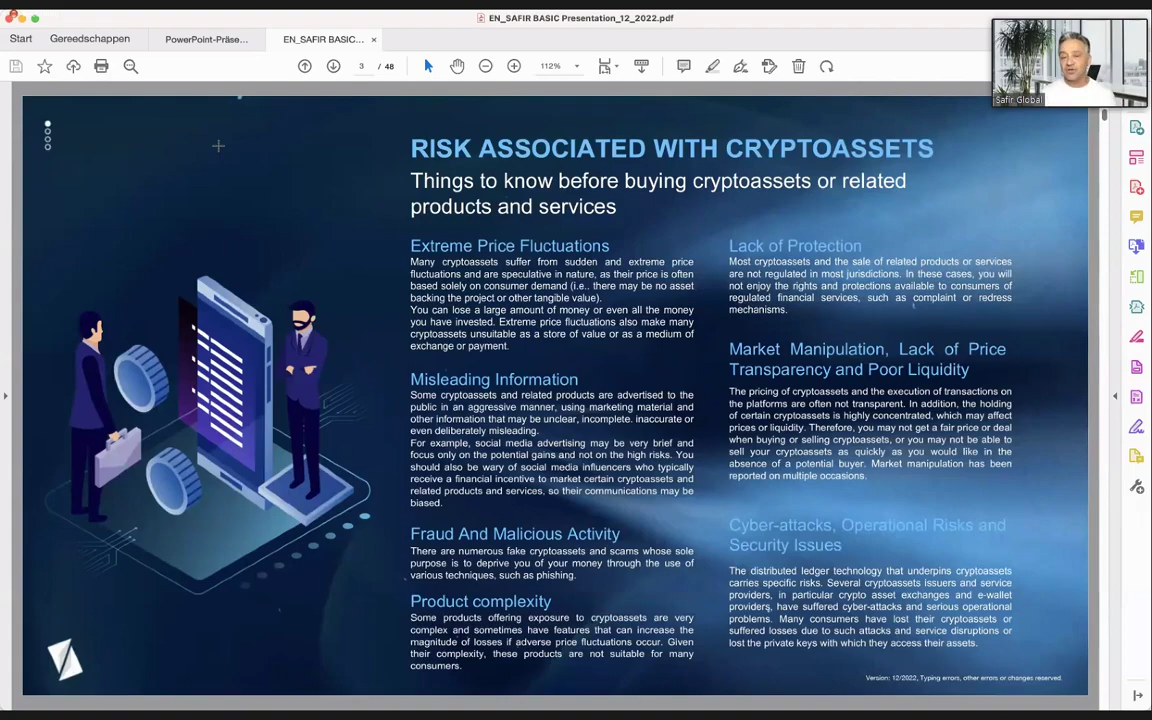 EN_SAFIR BASIC Presentation_12_2022.pdf
Start
Gereedschappen
PowerPoint-Präse...
EN_SAFIR BASIC...
3 / 48
112%
Safir Global
RISK ASSOCIATED WITH CRYPTOASSETS
Things to know before buying cryptoassets or related
products and services
Extreme Price Fluctuations
Many cryptoassets suffer from sudden and extreme price
fluctuations and are speculative in nature, as their price is often
based solely on consumer demand (i.e.. there may be no asset
backing the project or other tangible value).
You can lose a large amount of money or even all the money
you have invested. Extreme price fluctuations also make many
cryptoassets unsuitable as a store of value or as a medium of
exchange or payment.
Misleading Information
Some cryptoassets and related products are advertised to the
public in an aggressive manner, using marketing material and
other information that may be unclear, incomplete. inaccurate or
even deliberately misleading.
For example, social media advertising may be very brief and
focus only on the potential gains and not on the high risks. You
should also be wary of social media influencers who typically
receive a financial incentive to market certain cryptoassets and
related products and services, so their communications may be
biased.
Fraud And Malicious Activity
There are numerous fake cryptoassets and scams whose sole
purpose is to deprive you of your money through the use of
various techniques, such as phishing.
Product complexity
Some products offering exposure to cryptoassets are very
complex and sometimes have features that can increase the
magnitude of losses if adverse price fluctuations occur. Given
their complexity, these products are not suitable for many
consumers.
Lack of Protection
Most cryptoassets and the sale of related products or services
are not regulated in most jurisdictions. In these cases, you will
not enjoy the rights and protections available to consumers of
regulated financial services, such as complaint or redress
mechanisms.
Market Manipulation, Lack of Price
Transparency and Poor Liquidity
The pricing of cryptoassets and the execution of transactions on
the platforms are often not transparent. In addition, the holding
of certain cryptoassets is highly concentrated, which may affect
prices or liquidity. Therefore, you may not get a fair price or deal
when buying or selling cryptoassets, or you may not be able to
sell your cryptoassets as quickly as you would like in the
absence of a potential buyer. Market manipulation has been
reported on multiple occasions.
Cyber-attacks, Operational Risks and
Security Issues
The distributed ledger technology that underpins cryptoassets
carries specific risks. Several cryptoassets issuers and service
providers, in particular crypto asset exchanges and e-wallet
providers, have suffered cyber-attacks and serious operational
problems. Many consumers have lost their cryptoassets or
suffered losses due to such attacks and service disruptions or
lost the private keys with which they access their assets.
Version: 12/2022, Typing errors, other errors or changes reserved.